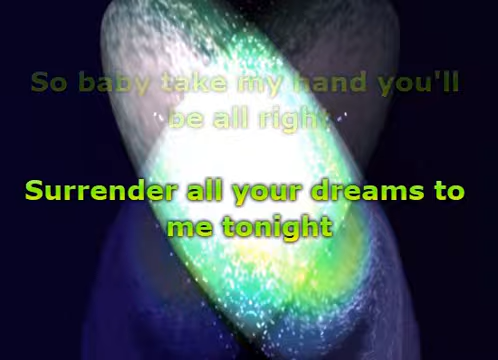 So baby take my hand you'll
be all right
Surrender all your dreams to
me tonight